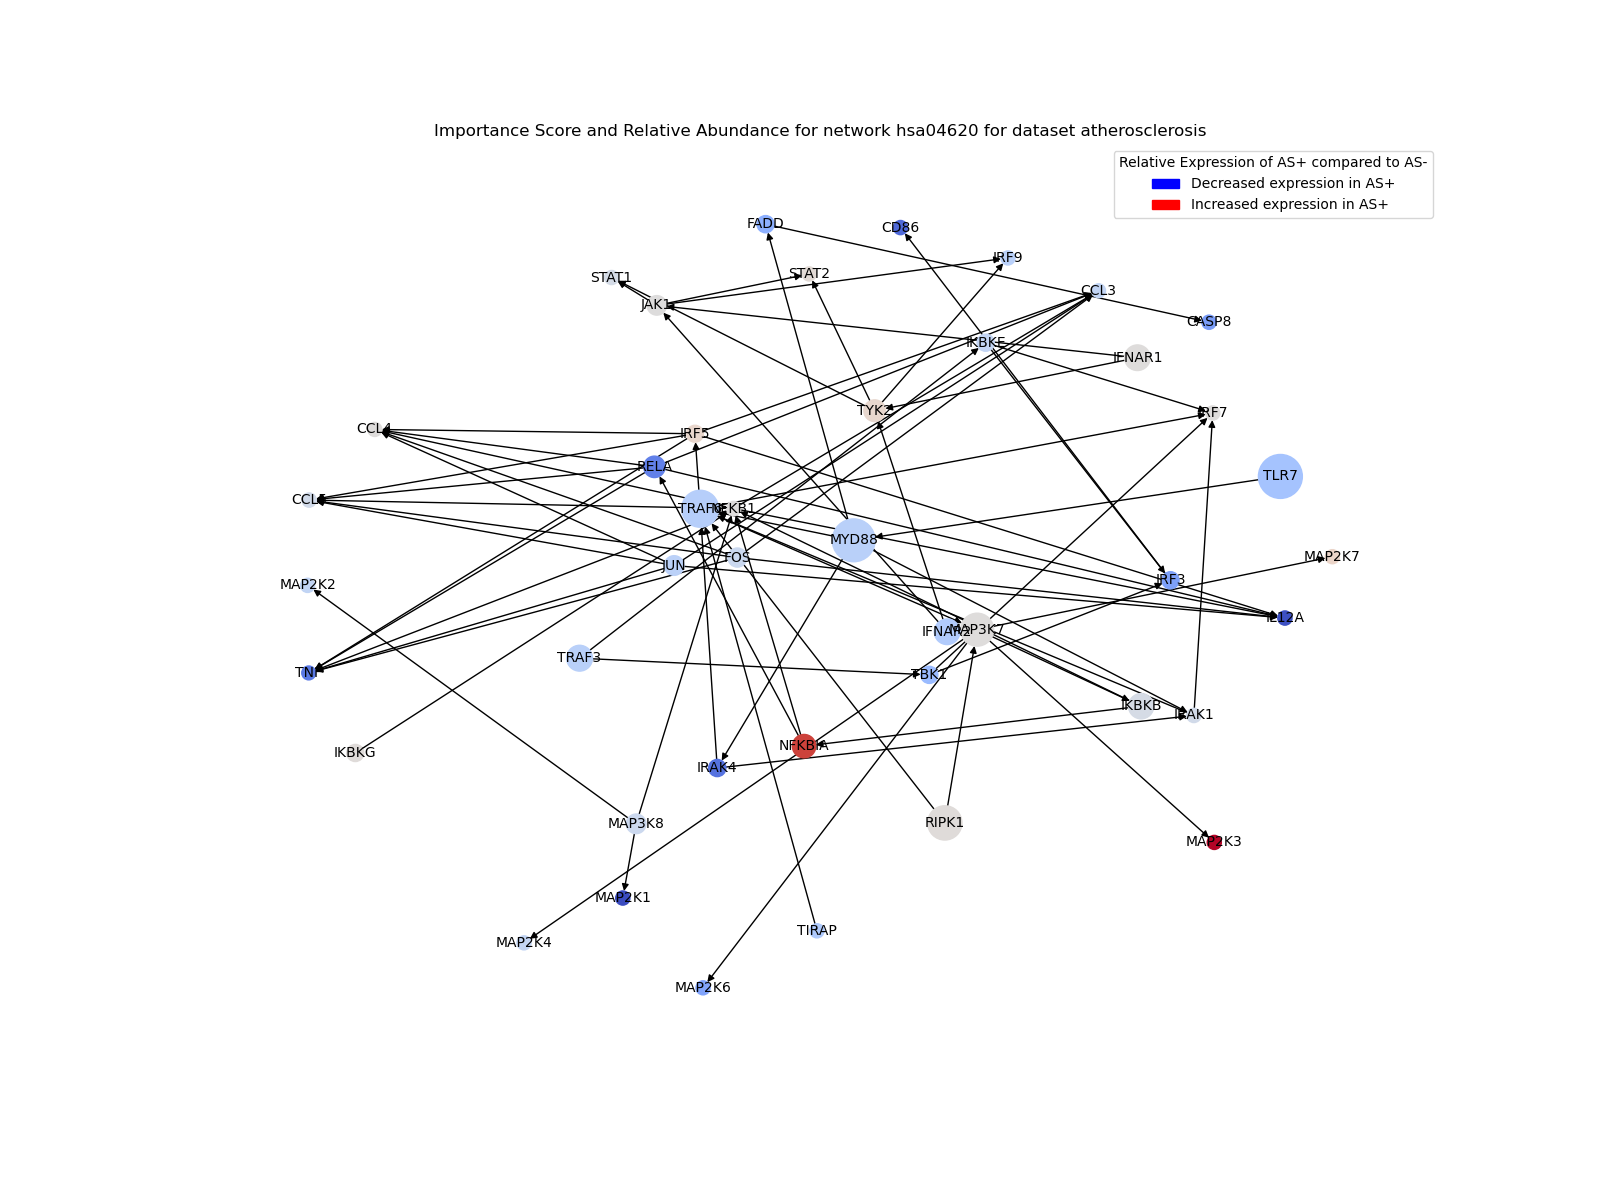 Importance Score and Relative Abundance for network hsa04620 for dataset atherosclerosis
Relative Expression of AS+ compared to AS-
Decreased expression in AS+
Increased expression in AS+
FADD
CD86
IRF9
STAT2
STAT1
CCL3
JAK1
CASP8
IKBKE
IFNAR1
TYK2
IRF7
CCL4
IRF5
RELA
TLR7
CCL5
TRAF6
NFKB1
MYD88
FOS
MAP2K7
JUN
IRF3
MAP2K2
IL12A
IFNAR2
MAP3K7
TRAF3
TNF
TBK1
IKBKB
IRAK1
NFKBIA
IKBKG
IRAK4
MAP3K8
RIPK1
MAP2K3
MAP2K1
TIRAP
MAP2K4
MAP2K6